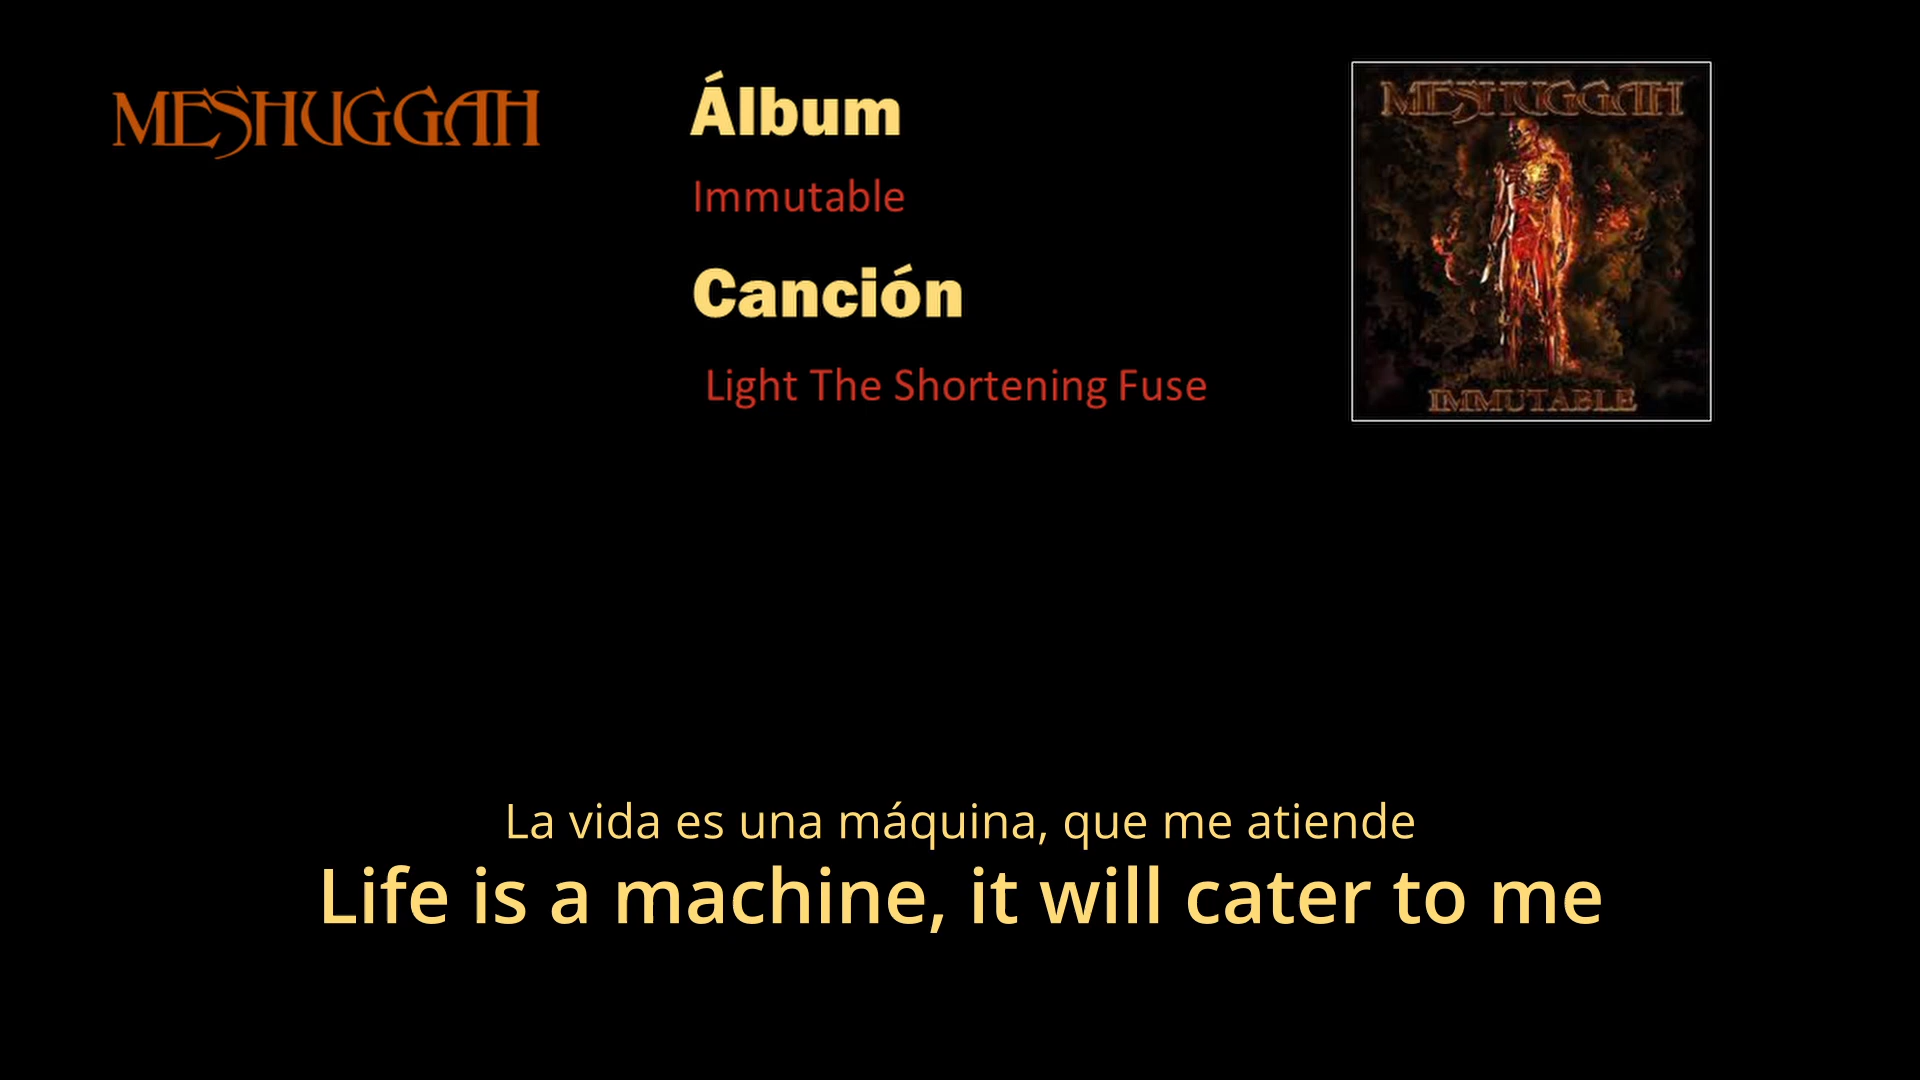 MESHUGGAH
Álbum
Immutable
Canción
Light The Shortening Fuse
MESHUGGAH
IMMUTABLE
La vida es una máquina, que me atiende
Life is a machine, it will cater to me